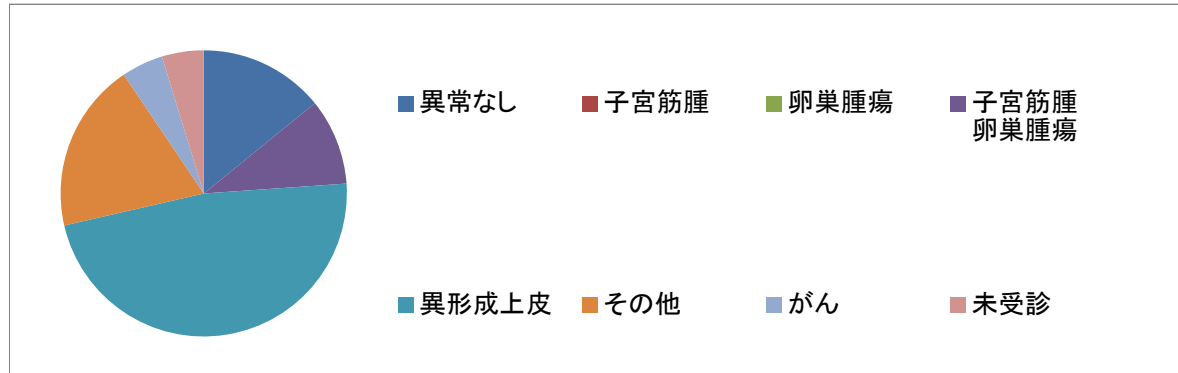 異常なし
子宮筋腫
卵巣腫瘍
子宮筋腫
卵巣腫瘍
異形成上皮
その他
がん
未受診